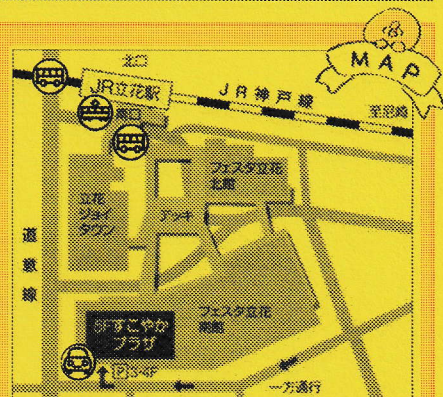 MAP
北口
JR立花駅
JR神戸線
至尼崎
南口
フェスタ立花
北館
立花
ジョイ
タウン
デッキ
道意線
フェスタ立花
南館
5Fすこやか
プラザ
P 3・4F
一方通行